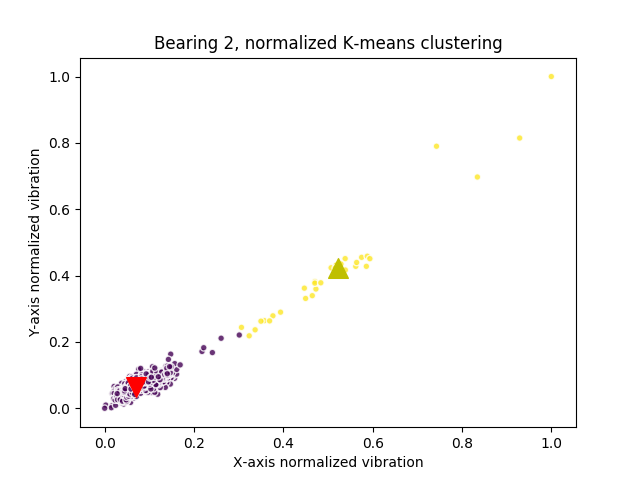 Bearing 2, normalized K-means clustering
Y-axis normalized vibration
1.0
0.8
0.6
0.4
0.2
0.0
0.0 0.2 0.4 0.6 0.8 1.0
X-axis normalized vibration